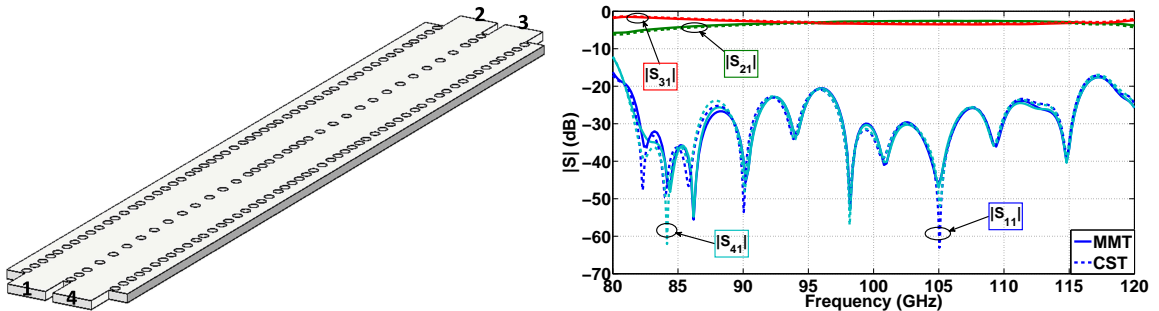 2
3
1
4
0
−10
−20
−30
−40
−50
−60
−70
|S| (dB)
|S31|
|S21|
|S41|
|S11|
MMT
CST
80 85 90 95 100 105 110 115 120
Frequency (GHz)